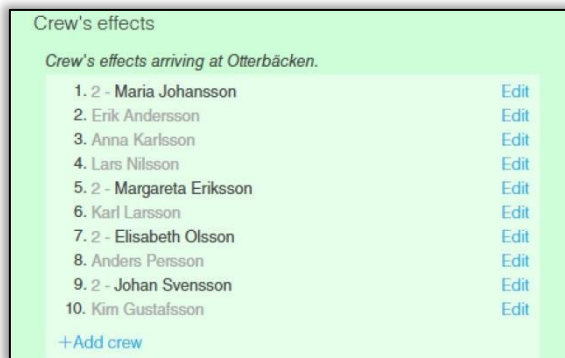 Crew's effects
Crew's effects arriving at Otterbäcken.
1. 2 - Maria Johansson Edit
2. Erik Andersson Edit
3. Anna Karlsson Edit
4. Lars Nilsson Edit
5. 2 - Margareta Eriksson Edit
6. Karl Larsson Edit
7. 2 - Elisabeth Olsson Edit
8. Anders Persson Edit
9. 2 - Johan Svensson Edit
10. Kim Gustafsson Edit
+Add crew